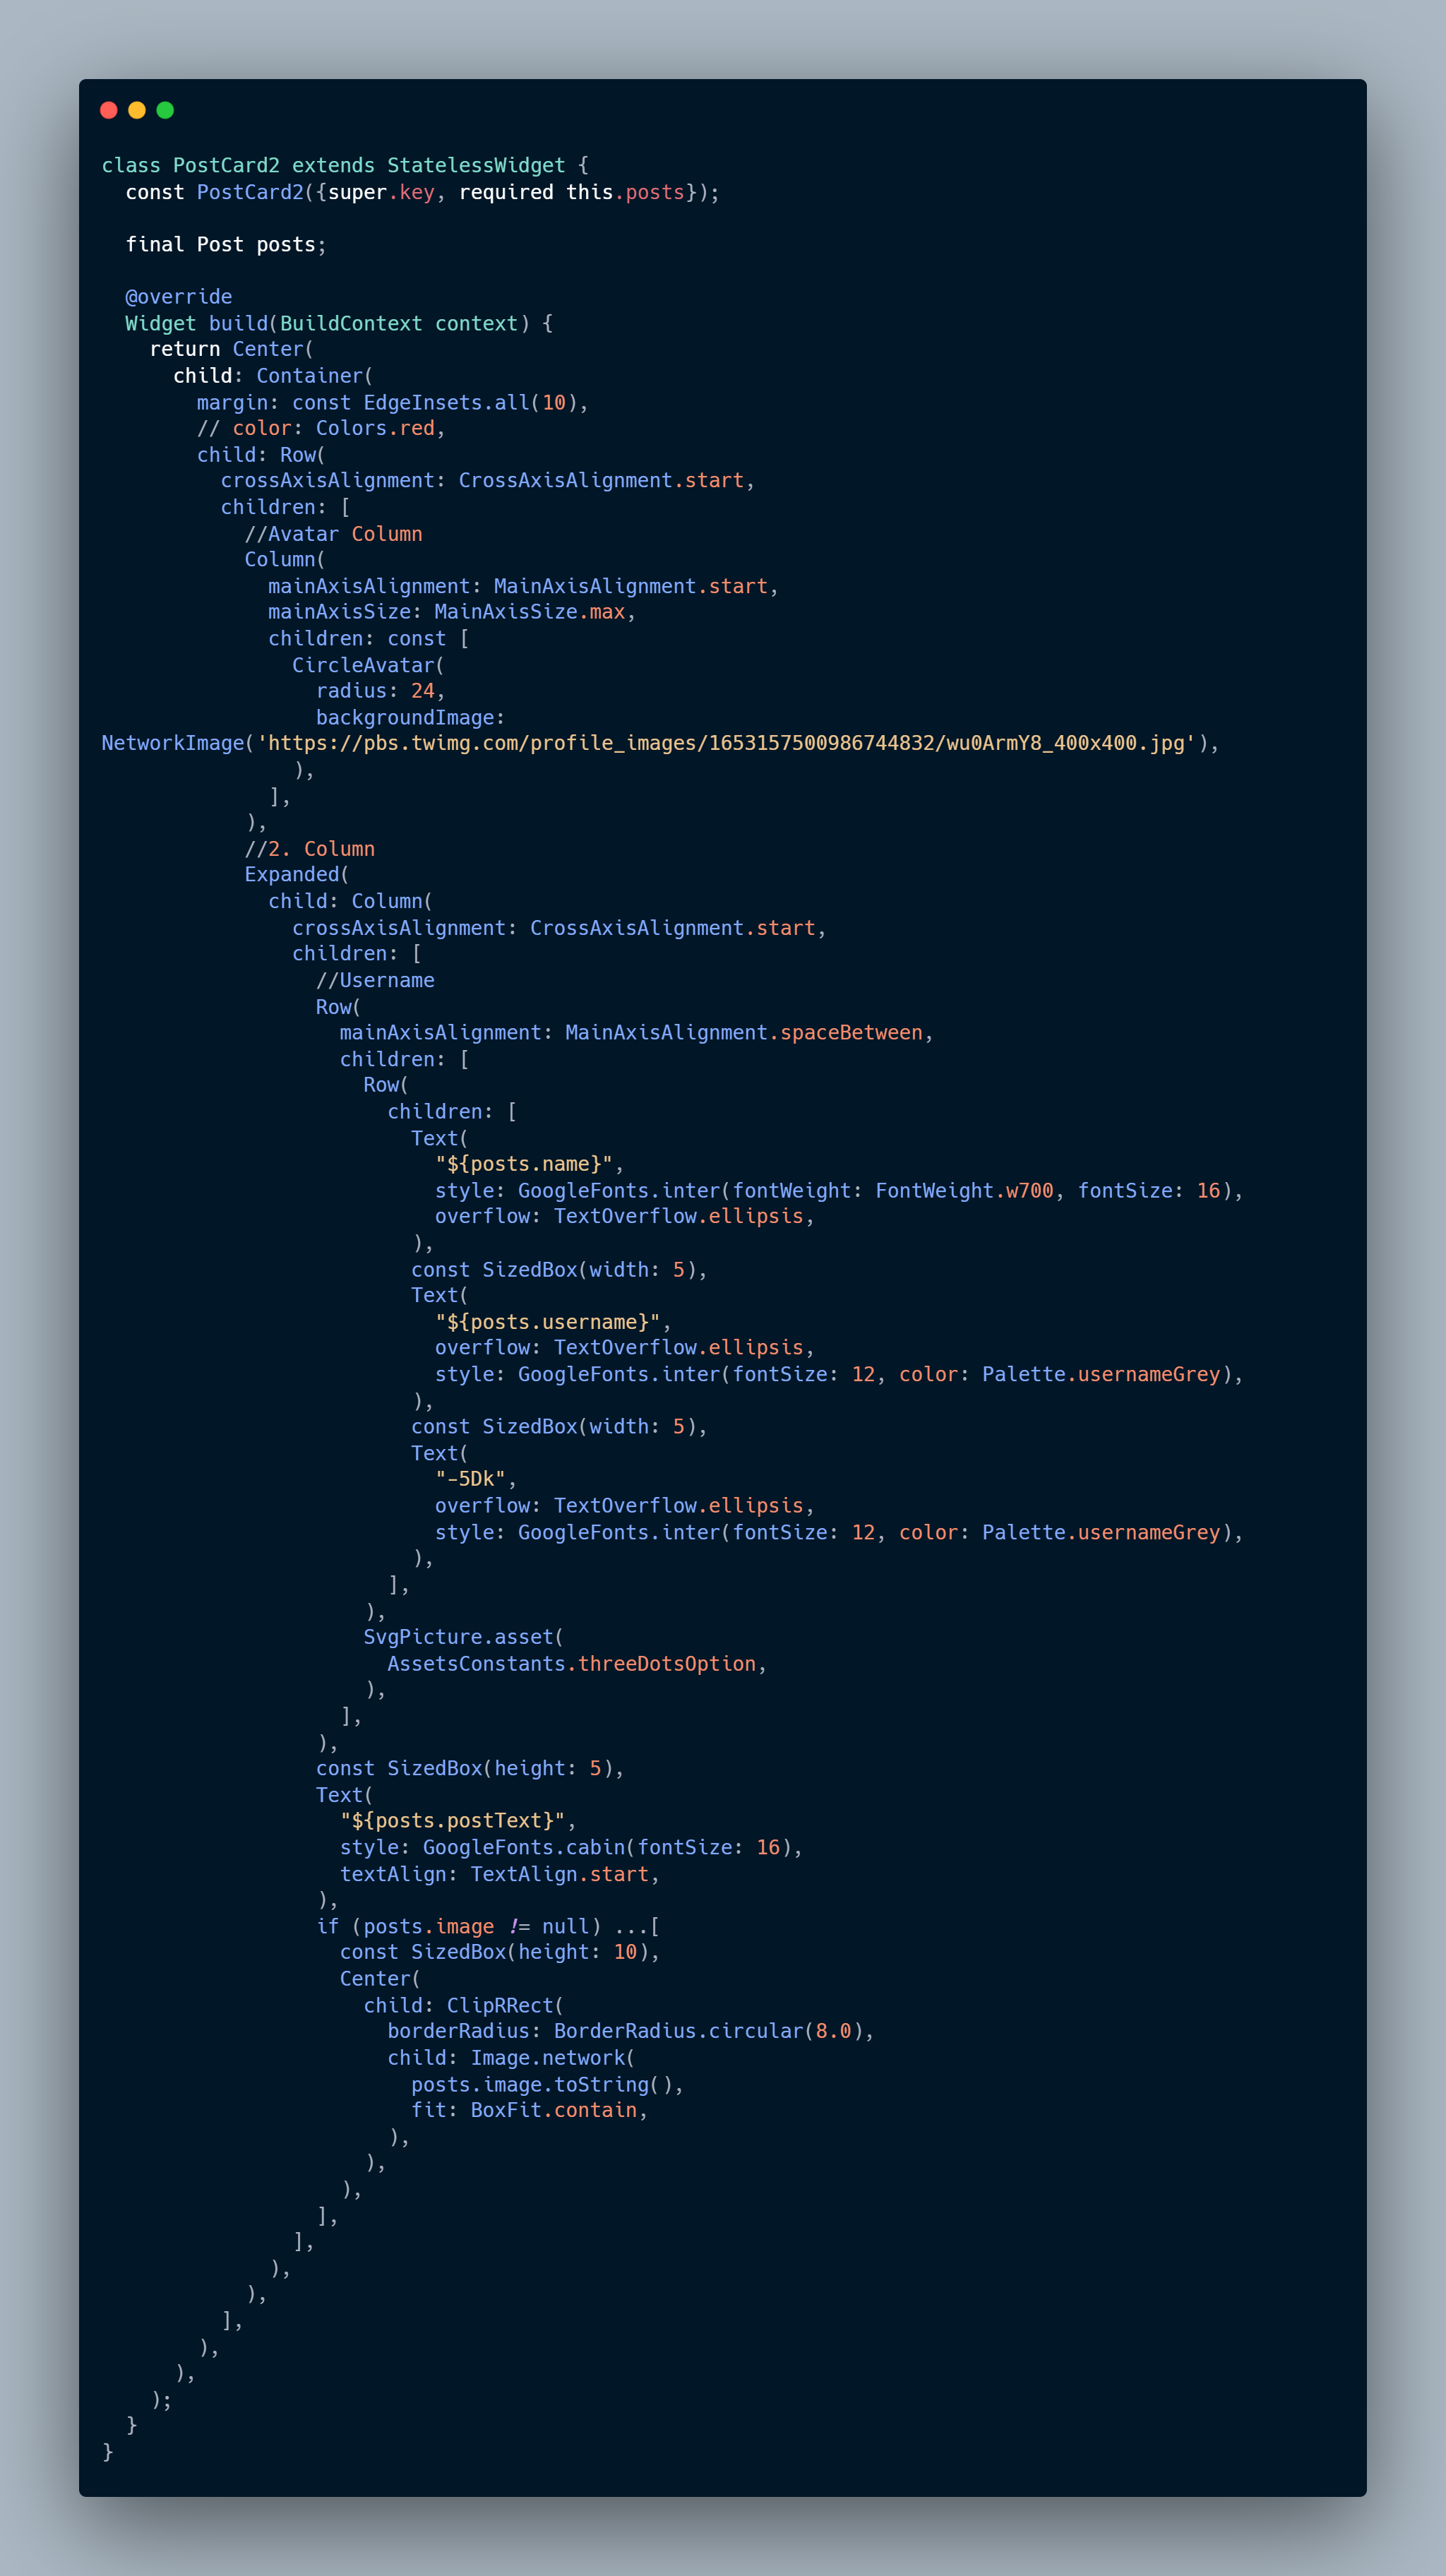 class PostCard2 extends StatelessWidget {
  const PostCard2({super.key, required this.posts});

  final Post posts;

  @override
  Widget build(BuildContext context) {
    return Center(
      child: Container(
        margin: const EdgeInsets.all(10),
        // color: Colors.red,
        child: Row(
          crossAxisAlignment: CrossAxisAlignment.start,
          children: [
            //Avatar Column
            Column(
              mainAxisAlignment: MainAxisAlignment.start,
              mainAxisSize: MainAxisSize.max,
              children: const [
                CircleAvatar(
                  radius: 24,
                  backgroundImage:
NetworkImage('https://pbs.twimg.com/profile_images/1653157500986744832/wu0ArmY8_400x400.jpg'),
                ),
              ],
            ),
            //2. Column
            Expanded(
              child: Column(
                crossAxisAlignment: CrossAxisAlignment.start,
                children: [
                  //Username
                  Row(
                    mainAxisAlignment: MainAxisAlignment.spaceBetween,
                    children: [
                      Row(
                        children: [
                          Text(
                            "${posts.name}",
                            style: GoogleFonts.inter(fontWeight: FontWeight.w700, fontSize: 16),
                            overflow: TextOverflow.ellipsis,
                          ),
                          const SizedBox(width: 5),
                          Text(
                            "${posts.username}",
                            overflow: TextOverflow.ellipsis,
                            style: GoogleFonts.inter(fontSize: 12, color: Palette.usernameGrey),
                          ),
                          const SizedBox(width: 5),
                          Text(
                            "-5Dk",
                            overflow: TextOverflow.ellipsis,
                            style: GoogleFonts.inter(fontSize: 12, color: Palette.usernameGrey),
                          ),
                        ],
                      ),
                      SvgPicture.asset(
                        AssetsConstants.threeDotsOption,
                      ),
                    ],
                  ),
                  const SizedBox(height: 5),
                  Text(
                    "${posts.postText}",
                    style: GoogleFonts.cabin(fontSize: 16),
                    textAlign: TextAlign.start,
                  ),
                  if (posts.image != null) ...[
                    const SizedBox(height: 10),
                    Center(
                      child: ClipRRect(
                        borderRadius: BorderRadius.circular(8.0),
                        child: Image.network(
                          posts.image.toString(),
                          fit: BoxFit.contain,
                        ),
                      ),
                    ),
                  ],
                ],
              ),
            ),
          ],
        ),
      ),
    );
  }
}